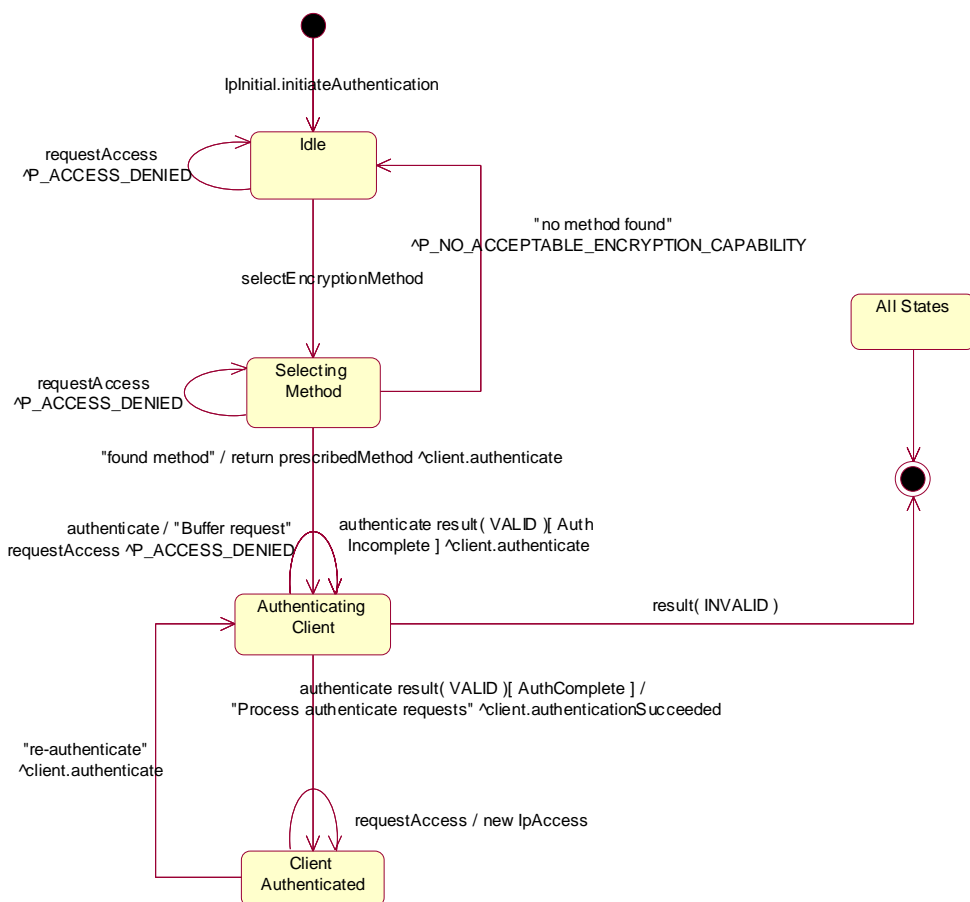 IpInitial.initiateAuthentication
Idle
requestAccess
^P_ACCESS_DENIED
"no method found"
^P_NO_ACCEPTABLE_ENCRYPTION_CAPABILITY
selectEncryptionMethod
All States
Selecting
Method
requestAccess
^P_ACCESS_DENIED
"found method" / return prescribedMethod ^client.authenticate
authenticate / "Buffer request"
requestAccess ^P_ACCESS_DENIED
authenticate result( VALID )[ Auth
Incomplete ] ^client.authenticate
Authenticating
Client
result( INVALID )
authenticate result( VALID )[ AuthComplete ] /
"Process authenticate requests" ^client.authenticationSucceeded
"re-authenticate"
^client.authenticate
requestAccess / new IpAccess
Client
Authenticated